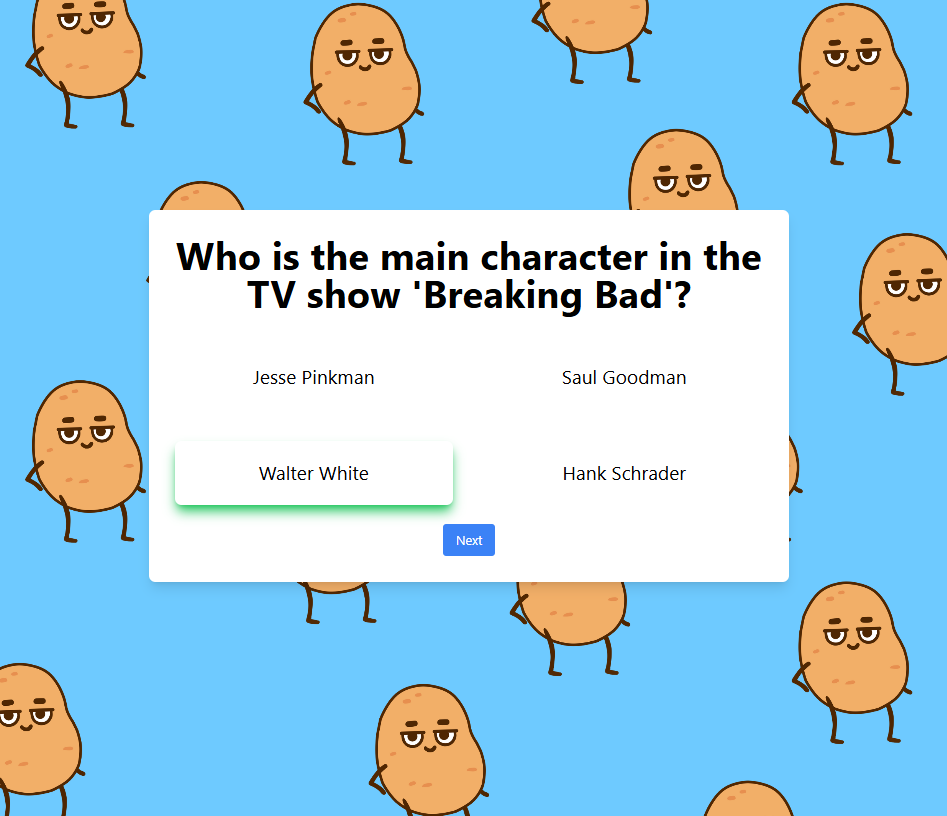 Who is the main character in the
TV show 'Breaking Bad'?
Jesse Pinkman
Saul Goodman
Walter White
Hank Schrader
Next